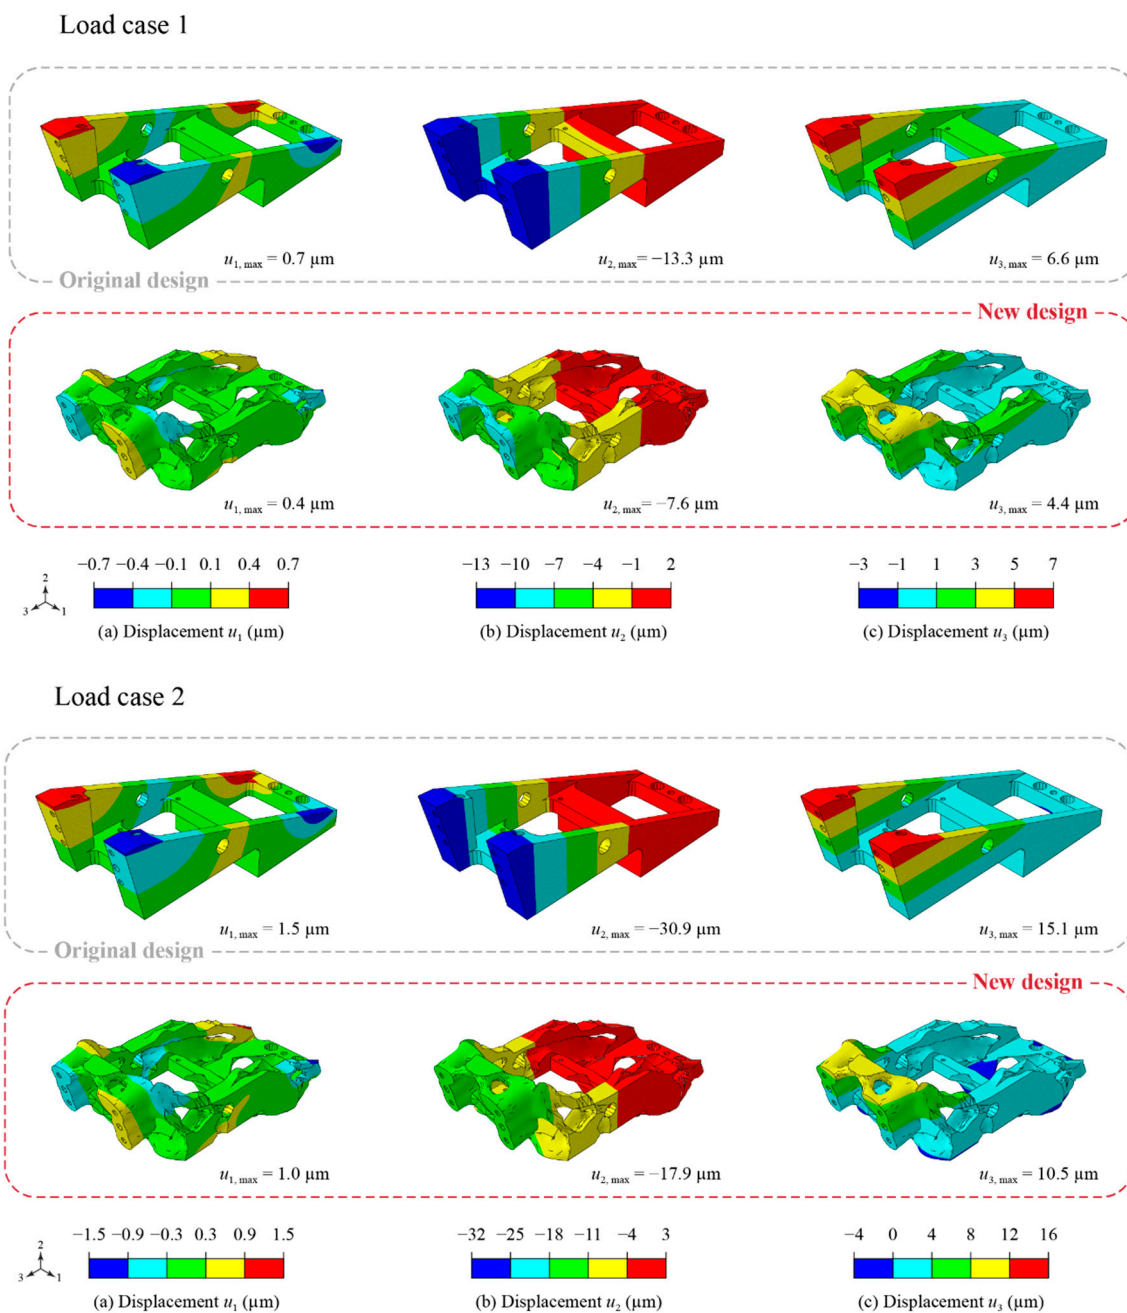 Load case 1
u1, max = 0.7 µm
u2, max= −13.3 µm
u3, max = 6.6 µm
Original design
New design
u1, max = 0.4 µm
u2, max= −7.6 µm
u3, max = 4.4 µm
−0.7 −0.4 −0.1 0.1 0.4 0.7
−13 −10 −7 −4 −1 2
−3 −1 1 3 5 7
2
3 1
(a) Displacement u1 (µm)
(b) Displacement u2 (µm)
(c) Displacement u3 (µm)
Load case 2
u1, max = 1.5 µm
u2, max = −30.9 µm
u3, max = 15.1 µm
Original design
New design
u1, max = 1.0 µm
u2, max = −17.9 µm
u3, max = 10.5 µm
−1.5 −0.9 −0.3 0.3 0.9 1.5
−32 −25 −18 −11 −4 3
−4 0 4 8 12 16
2
3 1
(a) Displacement u1 (µm)
(b) Displacement u2 (µm)
(c) Displacement u3 (µm)